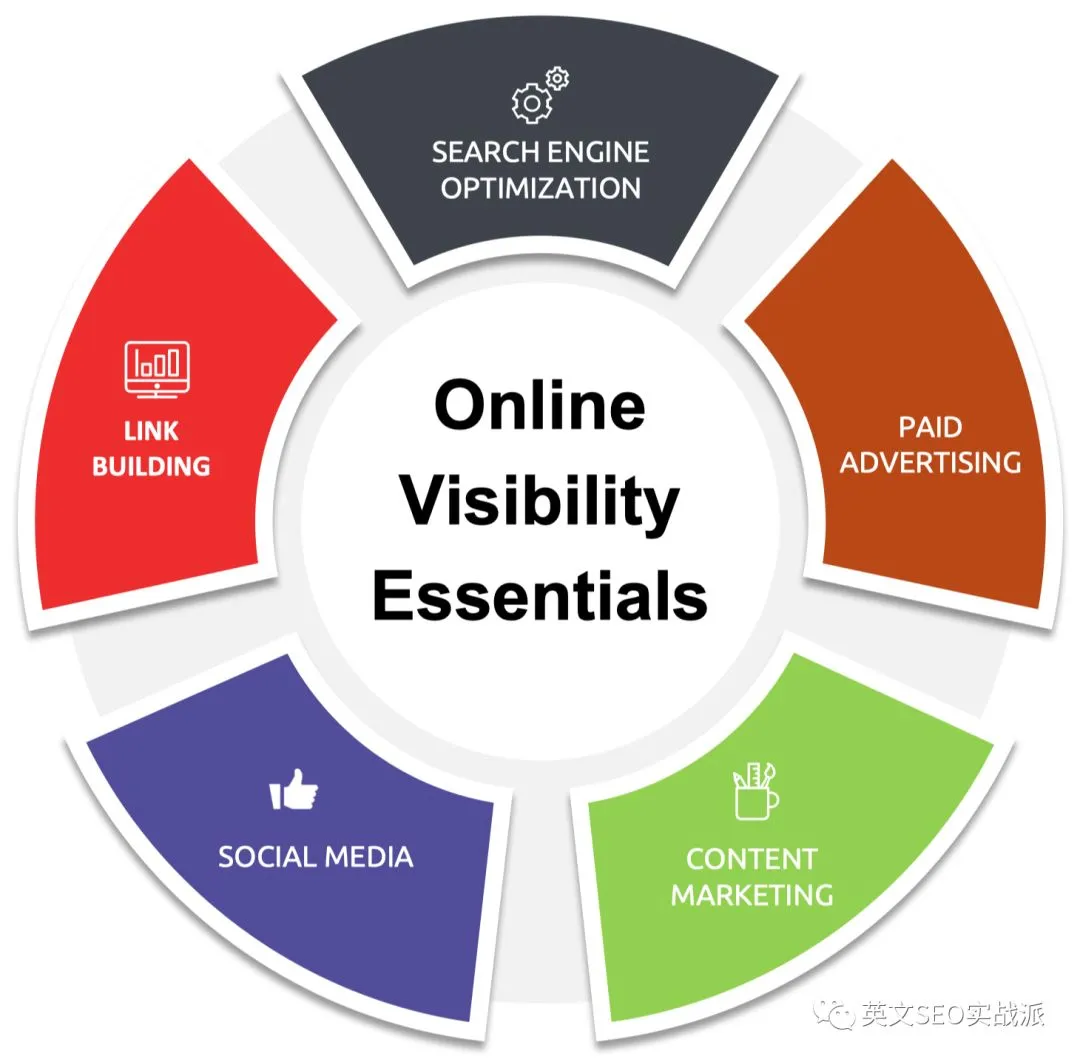 SEARCH ENGINE
OPTIMIZATION
PAID
ADVERTISING
CONTENT
MARKETING
SOCIAL MEDIA
LINK
BUILDING
Online
Visibility
Essentials
英文SEO实战派